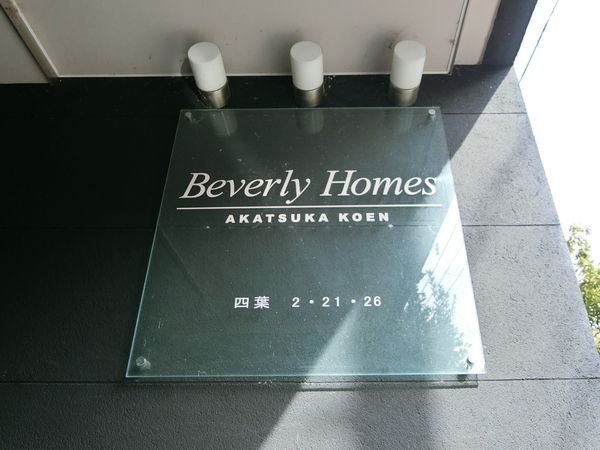 Beverly Homes
AKATSUKA KOEN
四葉 2・21・26